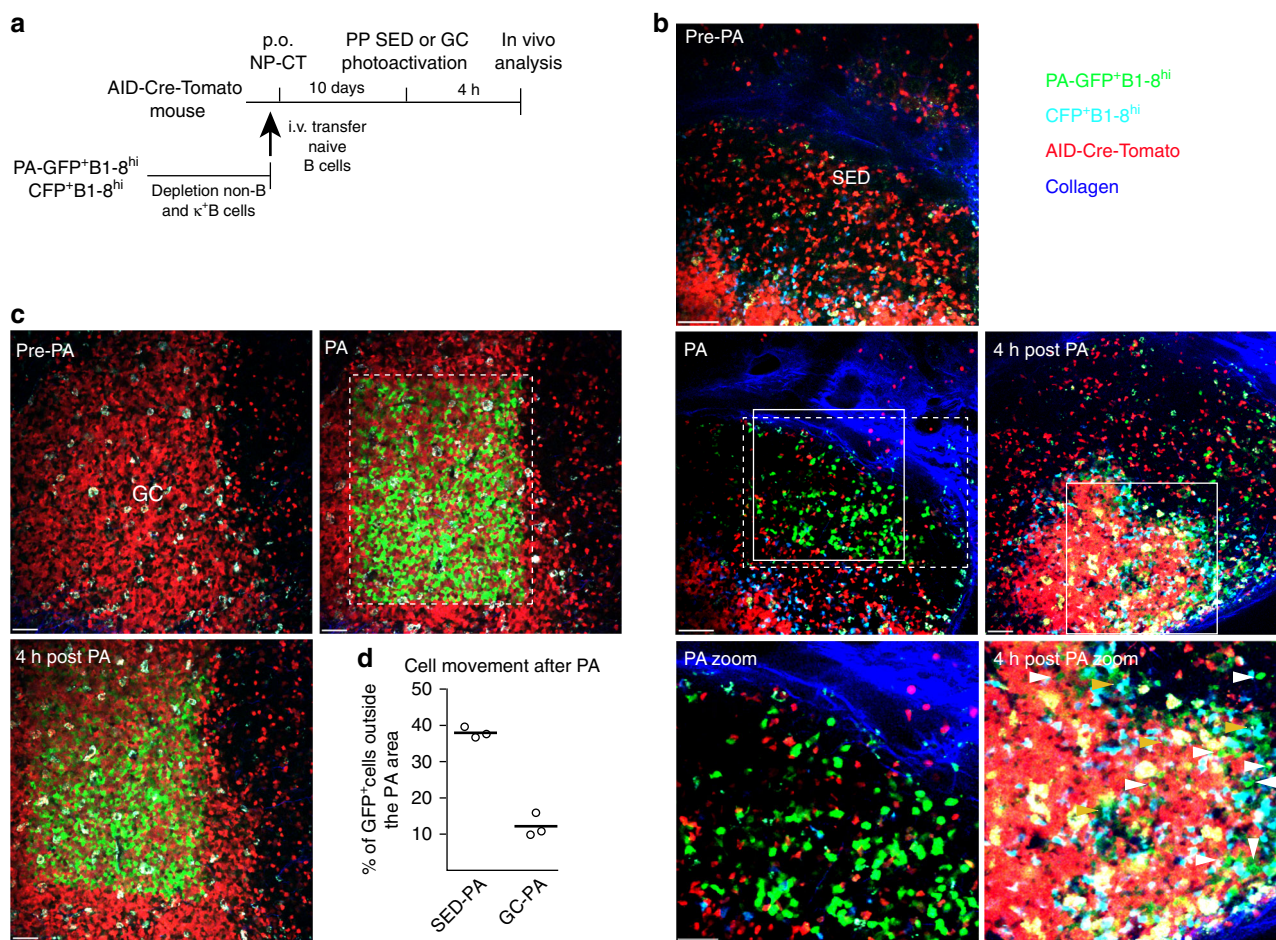 a
p.o.
NP-CT
PP SED or GC
photoactivation
In vivo
analysis
AID-Cre-Tomato
mouse
10 days
4 h
i.v. transfer
naive
B cells
PA-GFP⁺B1-8ʰⁱ
CFP⁺B1-8ʰⁱ
Depletion non-B
and κ⁺B cells
b
Pre-PA
SED
PA-GFP⁺B1-8ʰⁱ
CFP⁺B1-8ʰⁱ
AID-Cre-Tomato
Collagen
PA
4 h post PA
PA zoom
4 h post PA zoom
c
Pre-PA
GC
PA
4 h post PA
d
Cell movement after PA
% of GFP⁺cells outside
the PA area
50
40
30
20
10
SED-PA
GC-PA